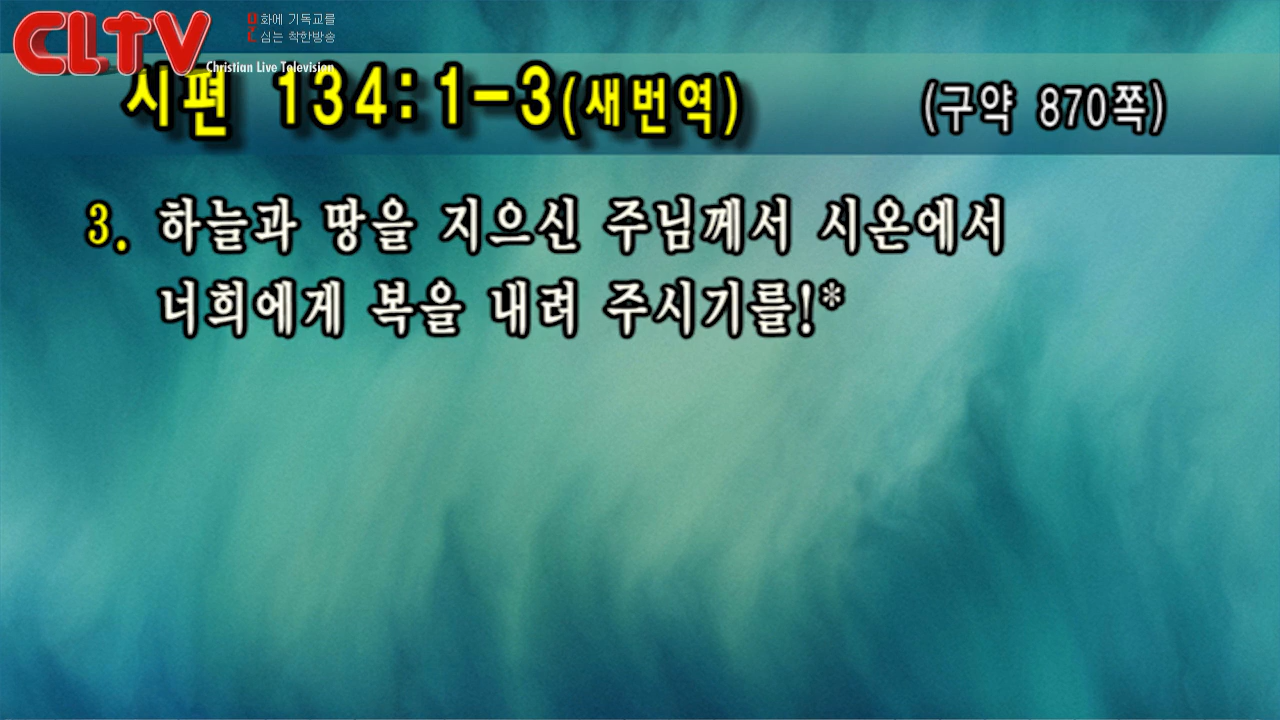 CLTV
문화에 기독교를
심는 착한방송
Christian Live Television
시편 134:1-3(새번역) (구약 870쪽)
3. 하늘과 땅을 지으신 주님께서 시온에서
너희에게 복을 내려 주시기를!*